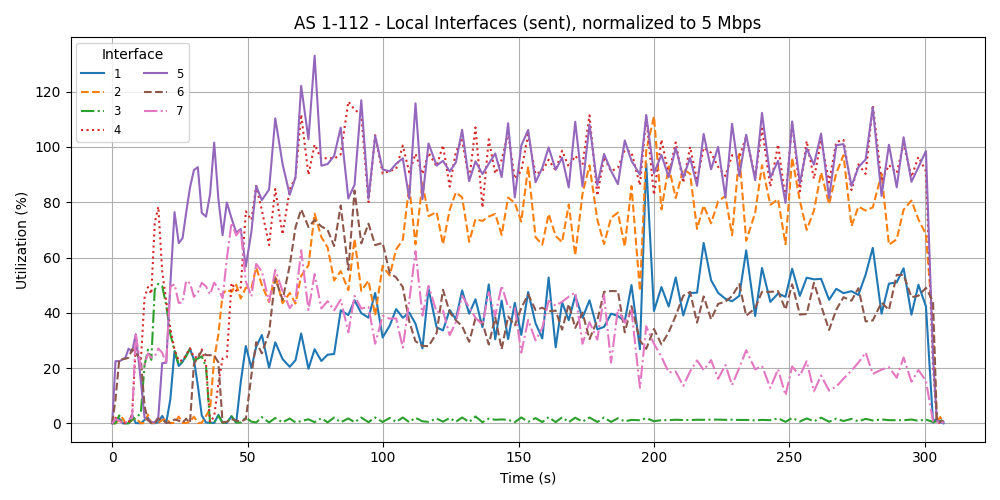 AS 1-112 - Local Interfaces (sent), normalized to 5 Mbps
Interface
1 5
2 6
3 7
4
Utilization (%)
120
100
80
60
40
20
0
0 50 100 150 200 250 300
Time (s)